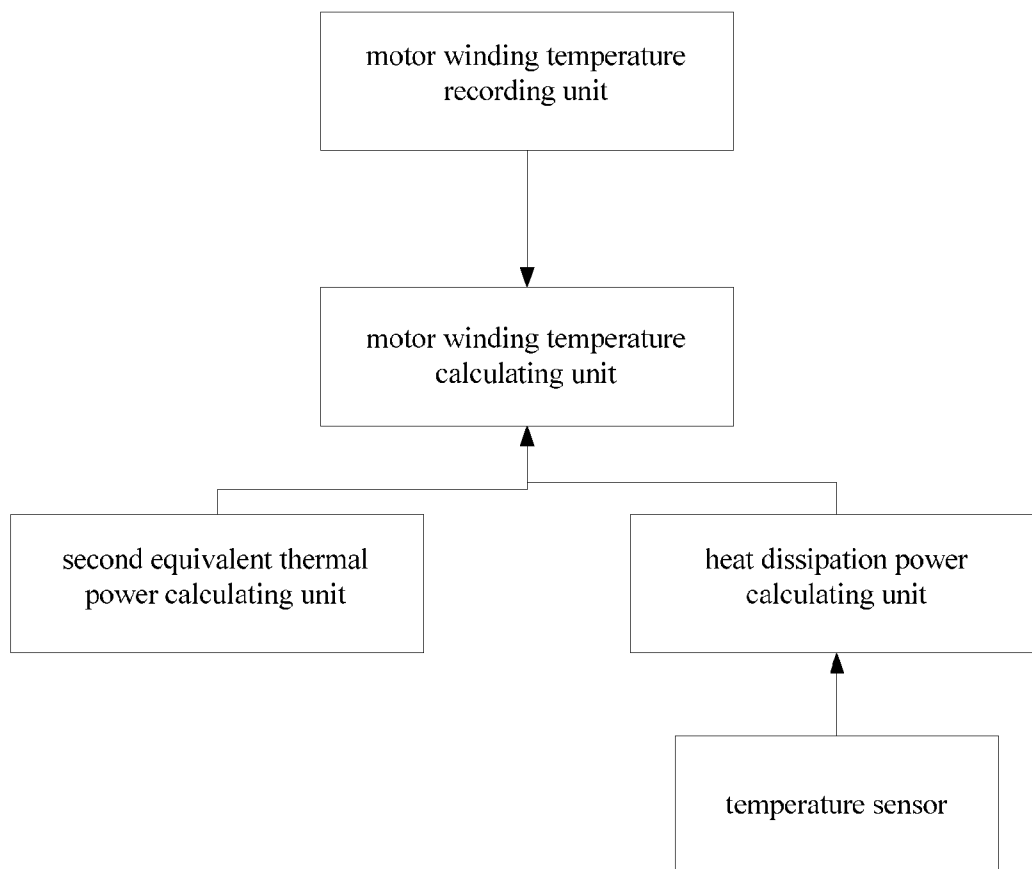 motor winding temperature
recording unit
motor winding temperature
calculating unit
second equivalent thermal
power calculating unit
heat dissipation power
calculating unit
temperature sensor